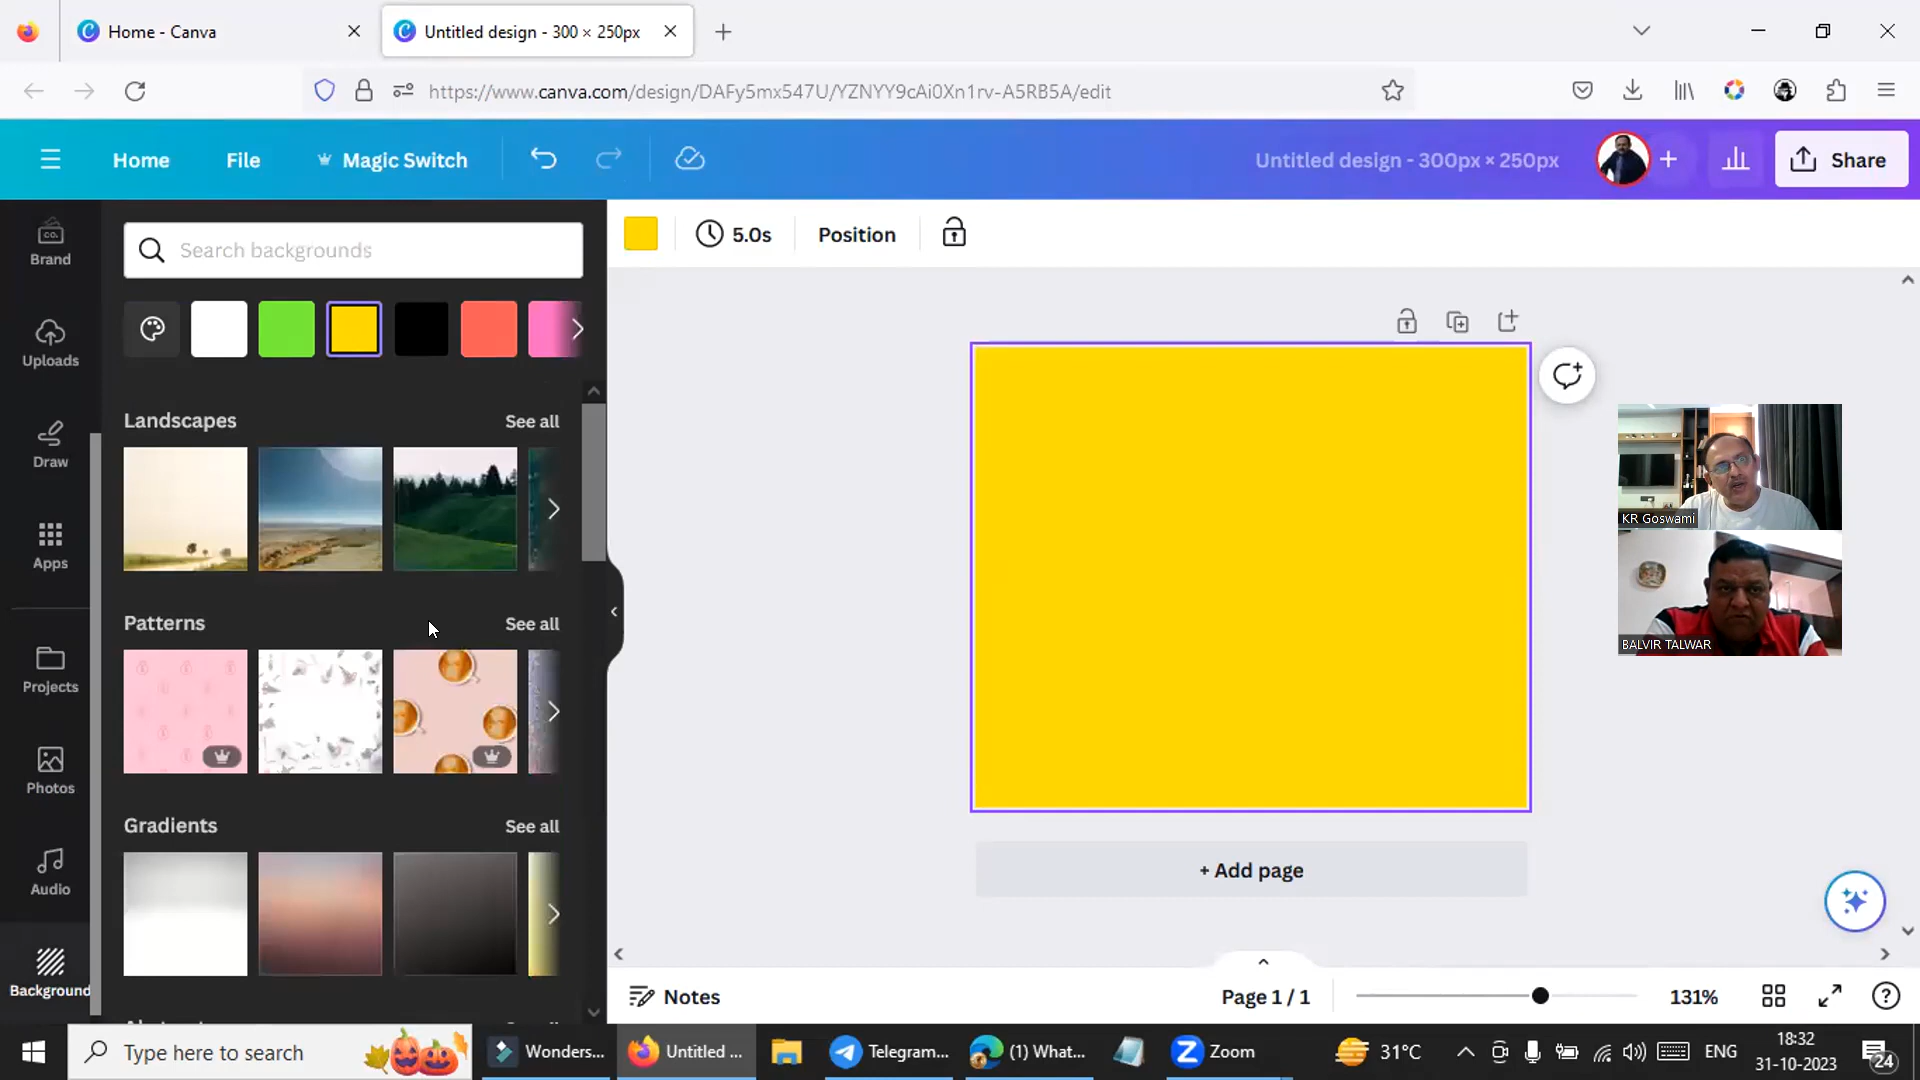 Home - Canva
Untitled design - 300 × 250px
https://www.canva.com/design/DAFy5mx547U/YZNYY9cAi0Xn1rv-A5RB5A/edit
Home
File
Magic Switch
Untitled design - 300px × 250px
Share
CO.
Brand
Uploads
Draw
Apps
Projects
Photos
Audio
Background
Search backgrounds
Landscapes
See all
Patterns
See all
Gradients
See all
5.0s
Position
KR Goswami
BALVIR TALWAR
+ Add page
Notes
Page 1 / 1
131%
Type here to search
Wonders...
Untitled ...
Telegram...
(1) What...
Zoom
31°C
ENG
18:32
31-10-2023
24